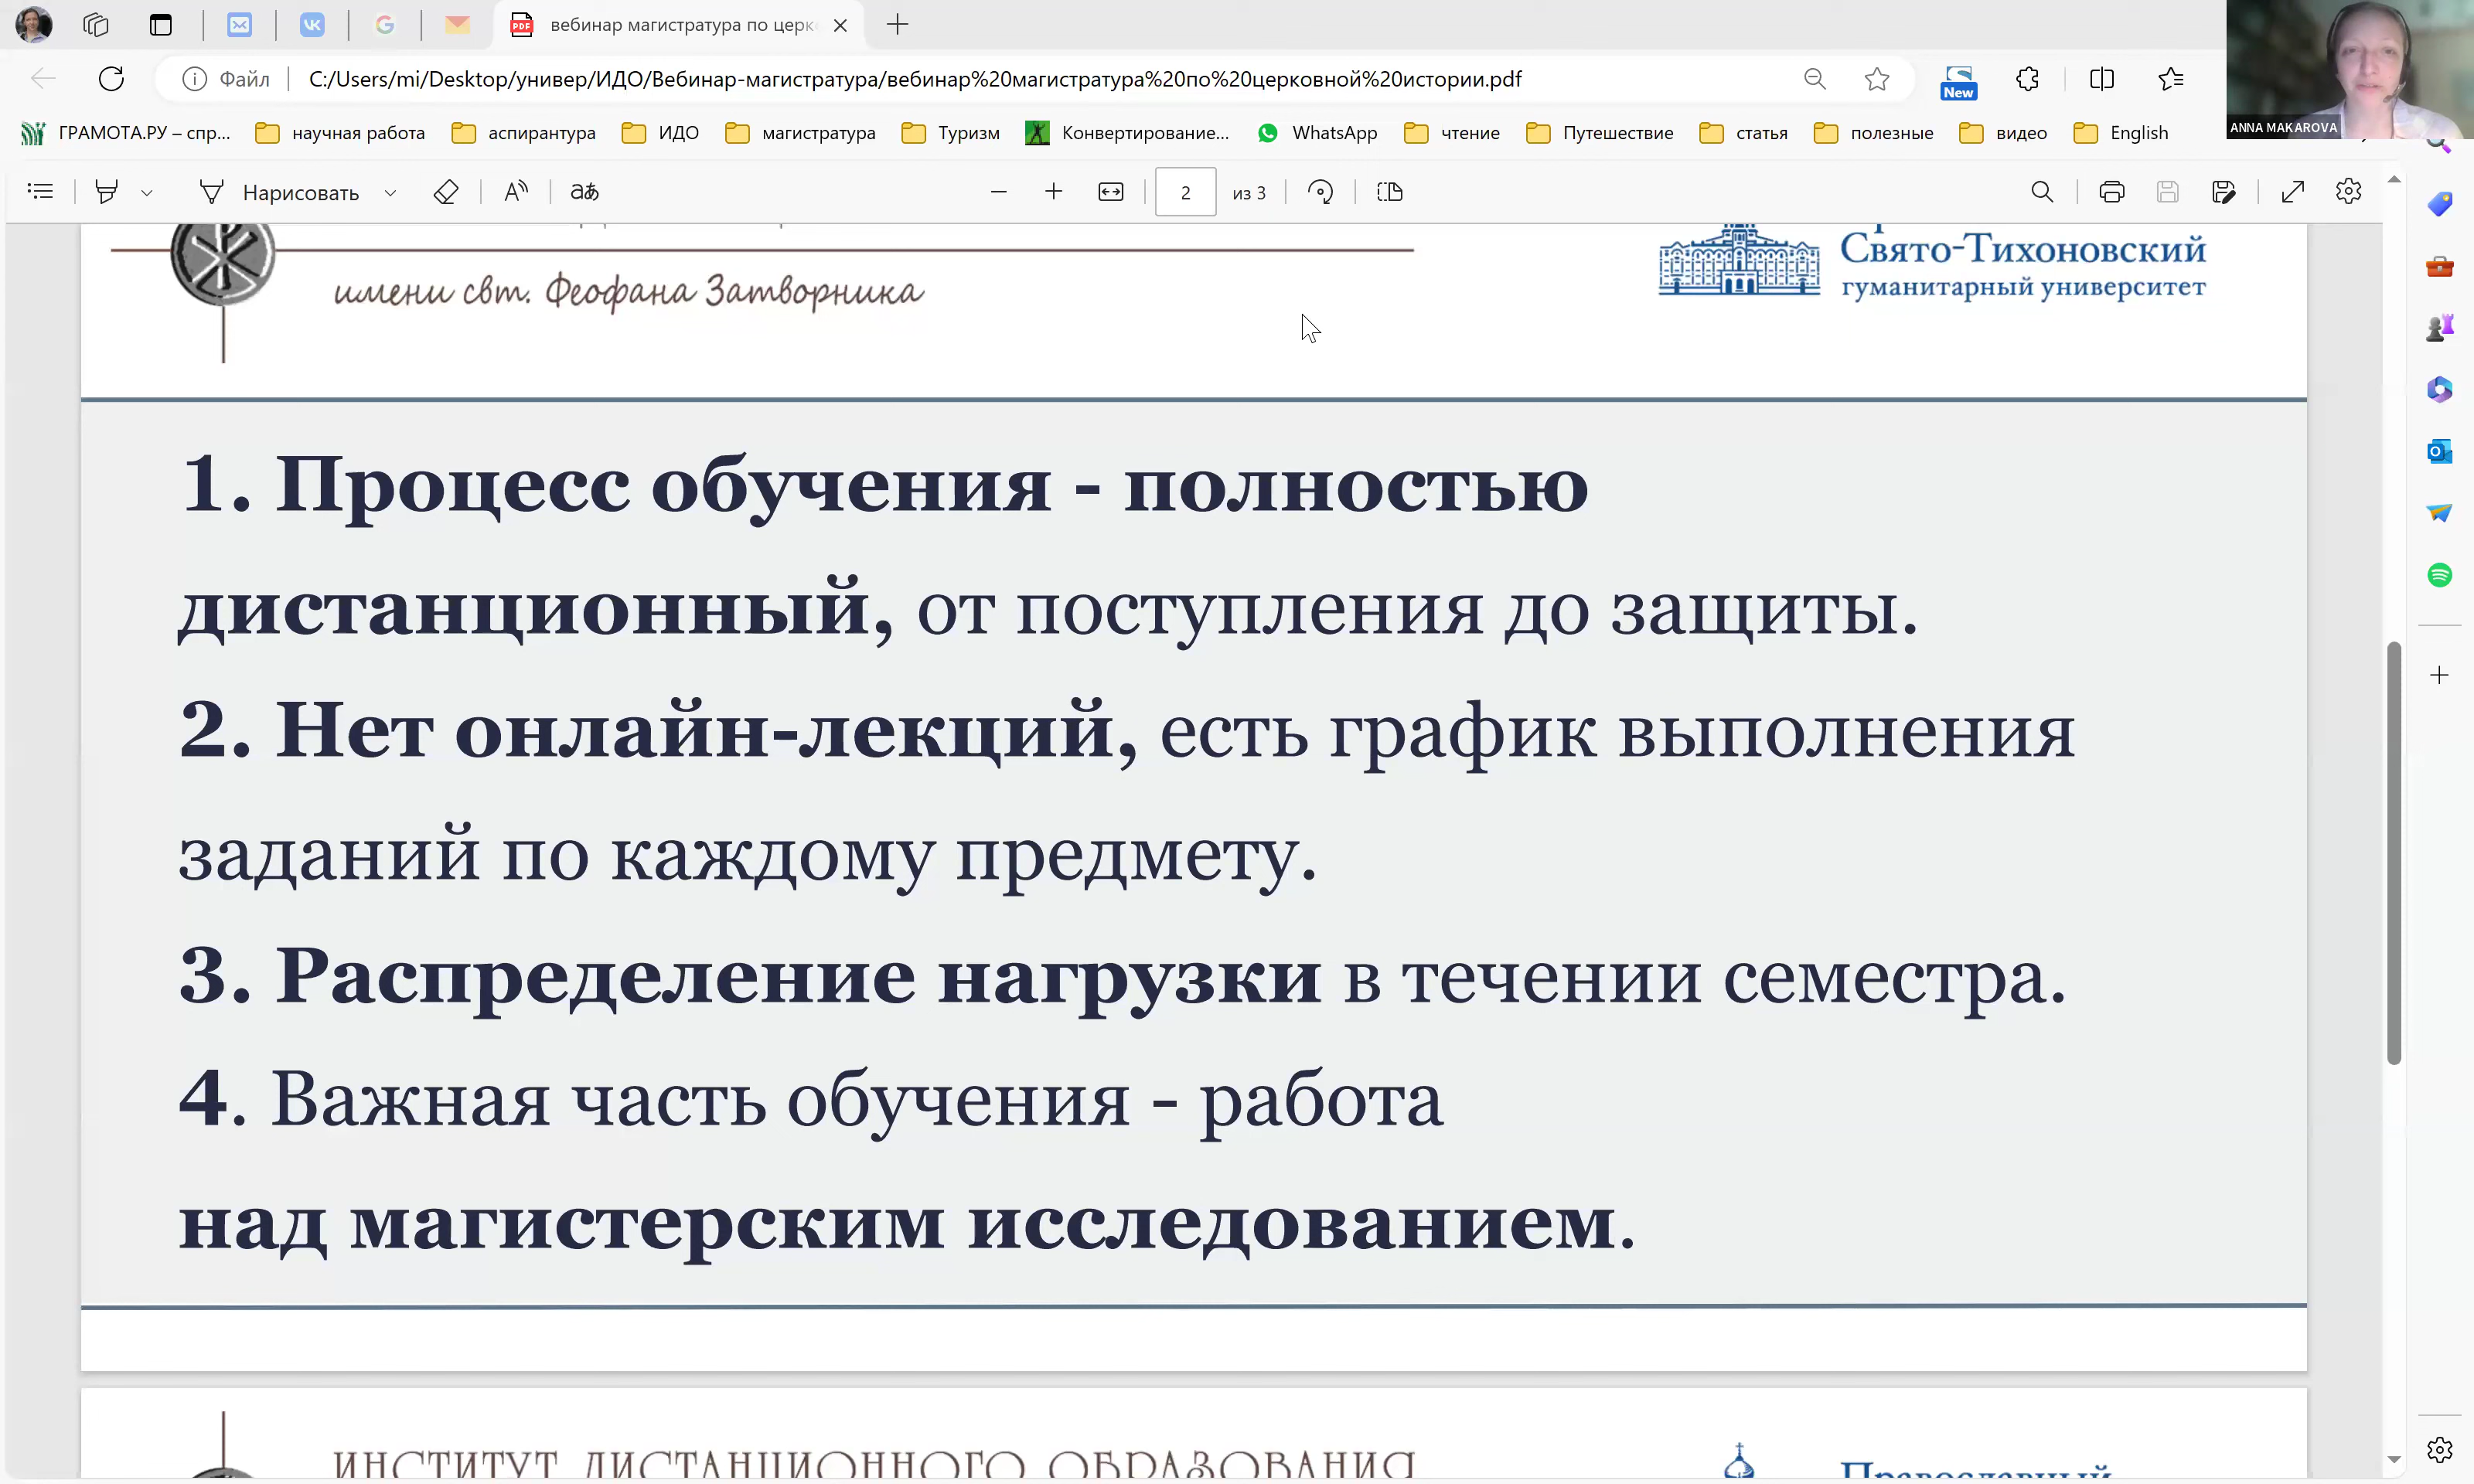 вебинар магистратура по церк
Файл
C:/Users/mi/Desktop/универ/ИДО/Вебинар-магистратура/вебинар%20магистратура%20по%20церковной%20истории.pdf
New
ANNA MAKAROVA
ГРАМОТА.РУ – спр... научная работа аспирантура ИДО магистратура Туризм Конвертирование... WhatsApp чтение Путешествие статья полезные видео English
Нарисовать
2 из 3
имени свт. Феофана Затворника
Свято-Тихоновский
гуманитарный университет
1. Процесс обучения - полностью
дистанционный, от поступления до защиты.
2. Нет онлайн-лекций, есть график выполнения
заданий по каждому предмету.
3. Распределение нагрузки в течении семестра.
4. Важная часть обучения - работа
над магистерским исследованием.
ИНСТИТУТ ДИСТАНЦИОННОГО ОБРАЗОВАНИЯ
Православный